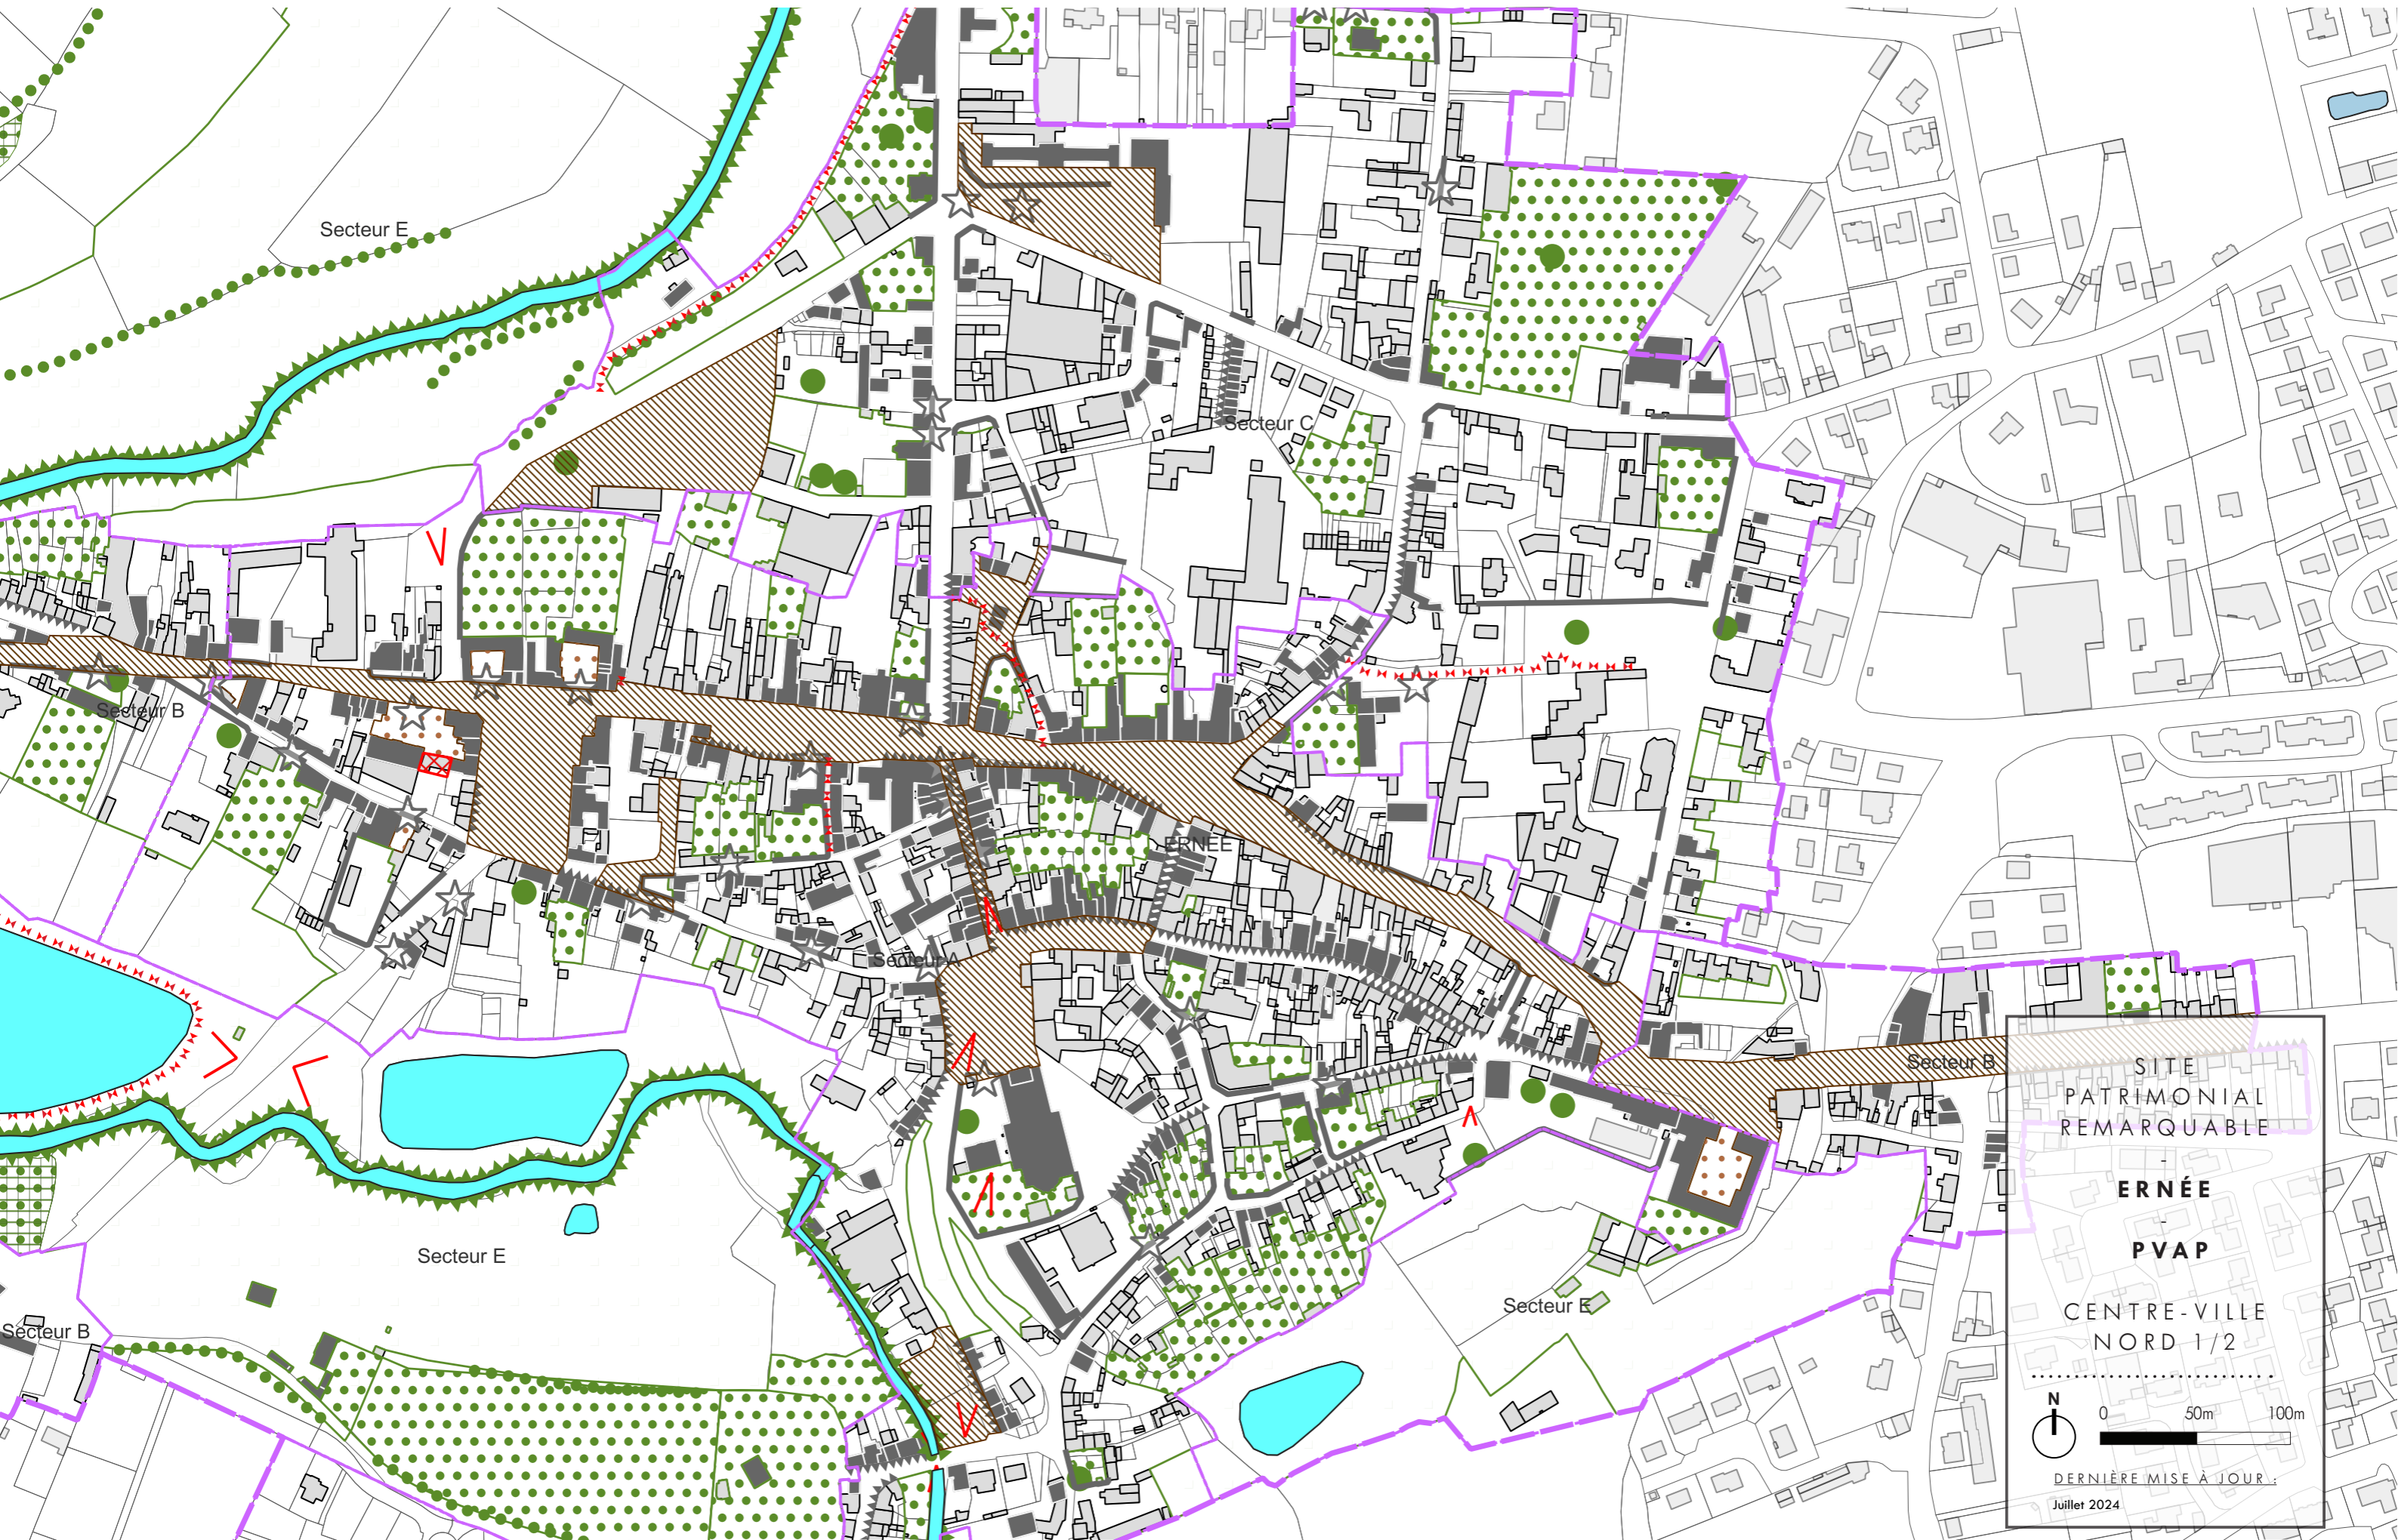 Secteur E
Secteur C
Secteur B
ERNEE
Secteur A
Secteur B
Secteur E
Secteur E
Secteur B
SITE
PATRIMONIAL
REMARQUABLE
-
ERNÉE
-
PVAP
CENTRE-VILLE
NORD 1/2
N
0 50m 100m
DERNIÈRE MISE À JOUR :
Juillet 2024